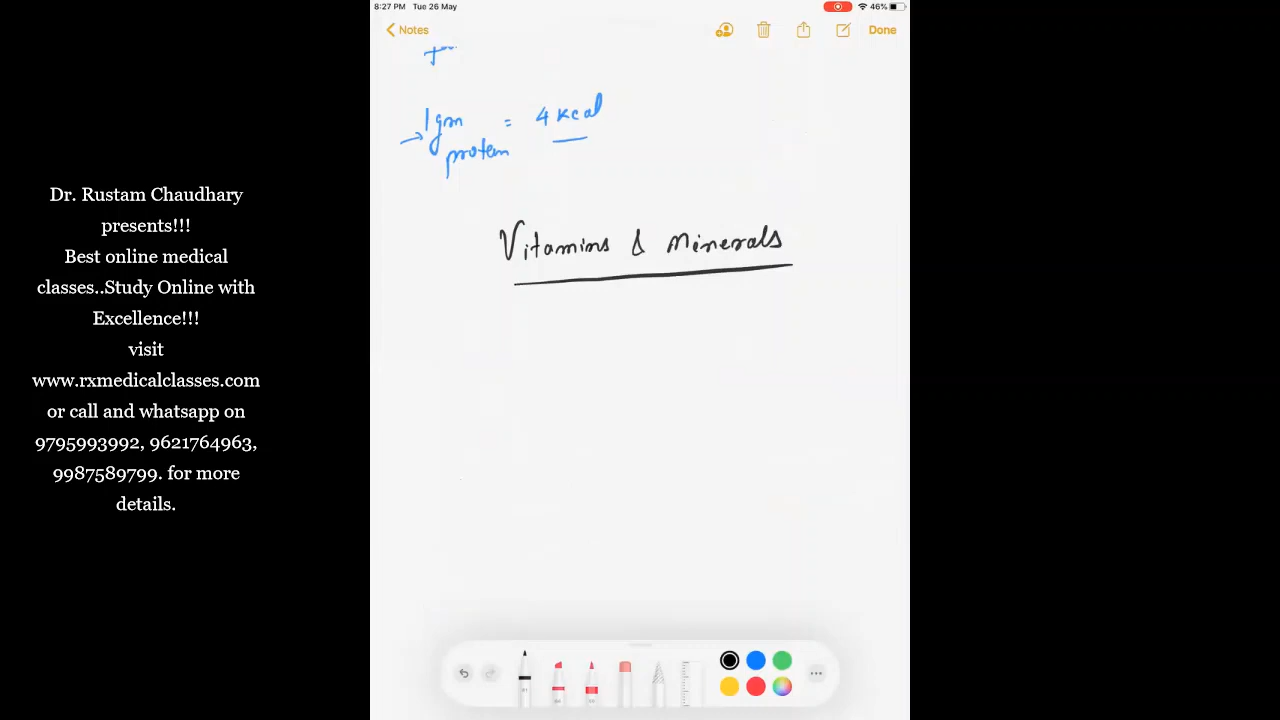 8:27 PM Tue 26 May
46%
Notes
Done
1gm = 4 kcal
protein
Vitamins & Minerals
Dr. Rustam Chaudhary
presents!!!
Best online medical
classes..Study Online with
Excellence!!!
visit
www.rxmedicalclasses.com
or call and whatsapp on
9795993992, 9621764963,
9987589799. for more
details.